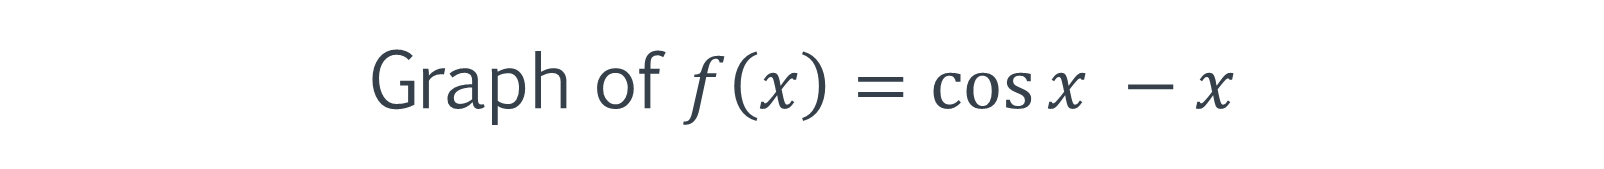 Graph of f(x) = cos x − x